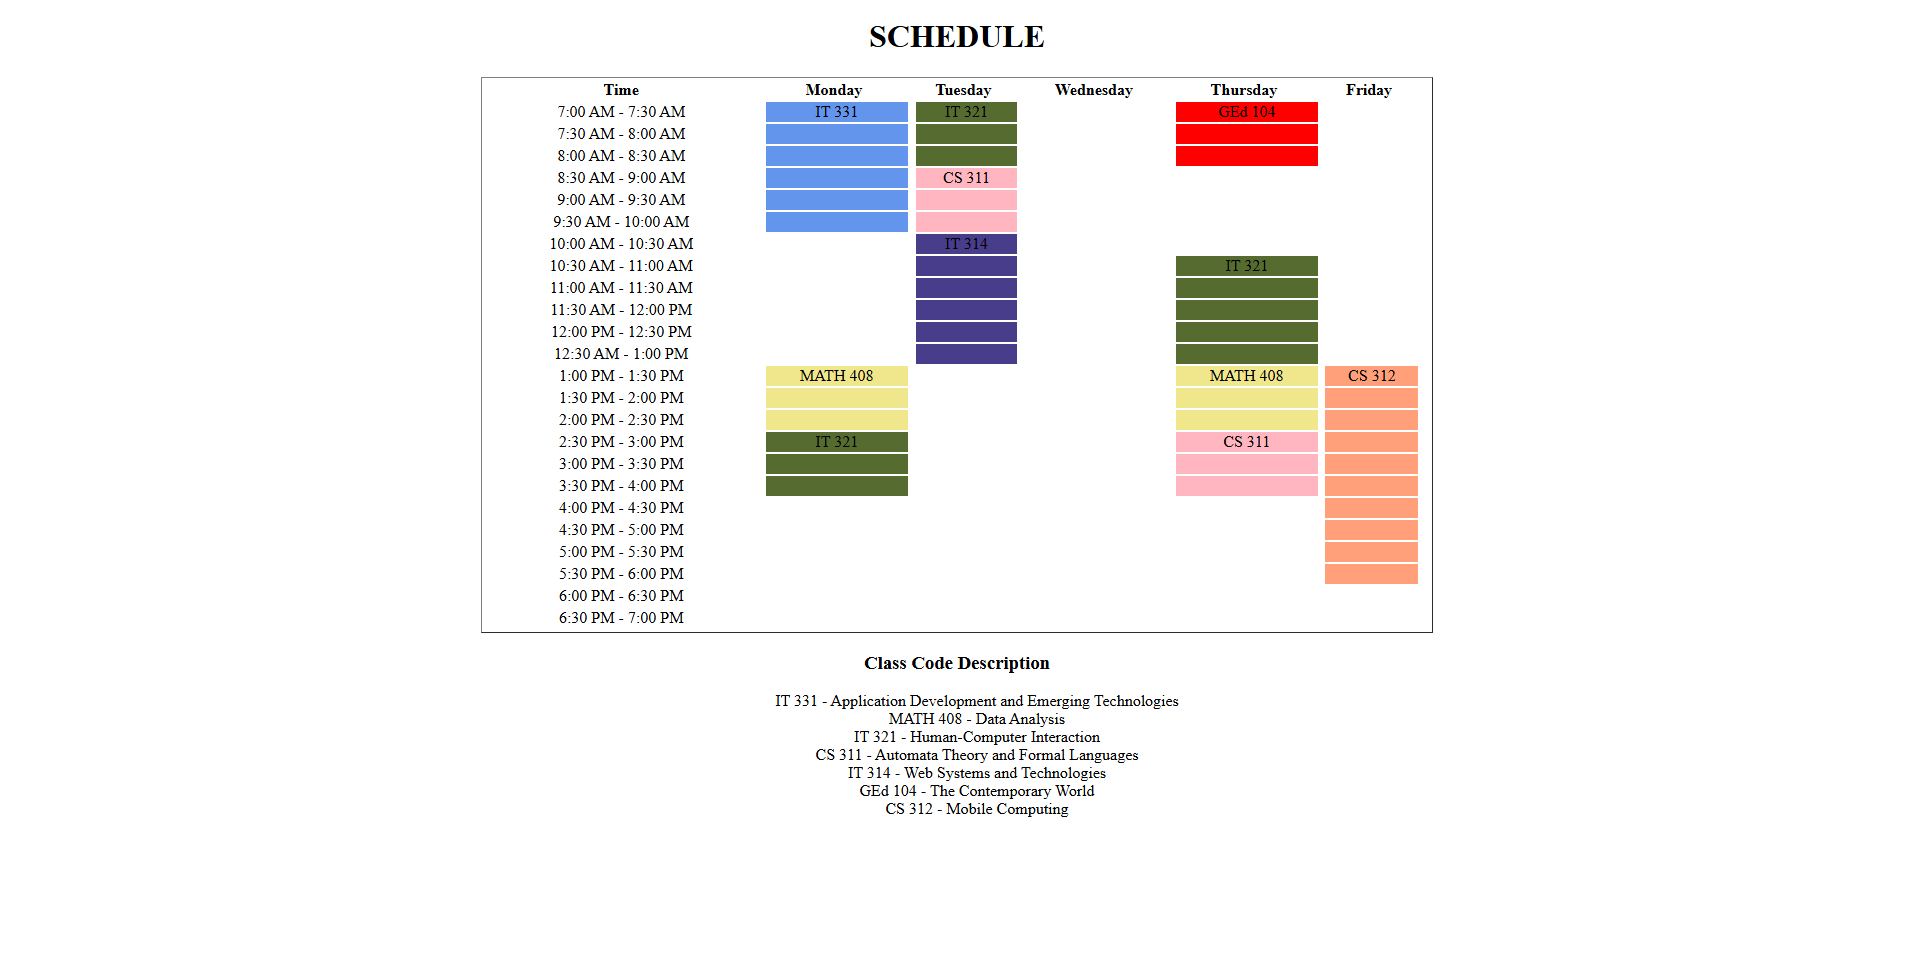 SCHEDULE
Time Monday Tuesday Wednesday Thursday Friday
7:00 AM - 7:30 AM IT 331 IT 321 GEd 104
7:30 AM - 8:00 AM
8:00 AM - 8:30 AM
8:30 AM - 9:00 AM CS 311
9:00 AM - 9:30 AM
9:30 AM - 10:00 AM
10:00 AM - 10:30 AM IT 314
10:30 AM - 11:00 AM IT 321
11:00 AM - 11:30 AM
11:30 AM - 12:00 PM
12:00 PM - 12:30 PM
12:30 AM - 1:00 PM
1:00 PM - 1:30 PM MATH 408 MATH 408 CS 312
1:30 PM - 2:00 PM
2:00 PM - 2:30 PM
2:30 PM - 3:00 PM IT 321 CS 311
3:00 PM - 3:30 PM
3:30 PM - 4:00 PM
4:00 PM - 4:30 PM
4:30 PM - 5:00 PM
5:00 PM - 5:30 PM
5:30 PM - 6:00 PM
6:00 PM - 6:30 PM
6:30 PM - 7:00 PM
Class Code Description
IT 331 - Application Development and Emerging Technologies
MATH 408 - Data Analysis
IT 321 - Human-Computer Interaction
CS 311 - Automata Theory and Formal Languages
IT 314 - Web Systems and Technologies
GEd 104 - The Contemporary World
CS 312 - Mobile Computing